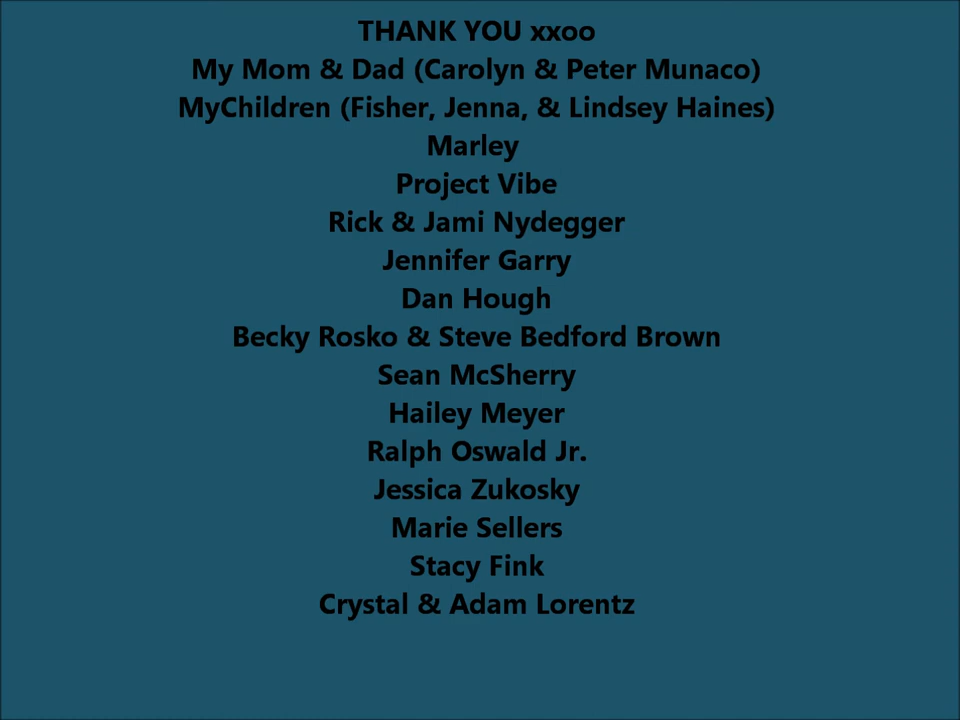 THANK YOU xxoo
My Mom & Dad (Carolyn & Peter Munaco)
MyChildren (Fisher, Jenna, & Lindsey Haines)
Marley
Project Vibe
Rick & Jami Nydegger
Jennifer Garry
Dan Hough
Becky Rosko & Steve Bedford Brown
Sean McSherry
Hailey Meyer
Ralph Oswald Jr.
Jessica Zukosky
Marie Sellers
Stacy Fink
Crystal & Adam Lorentz